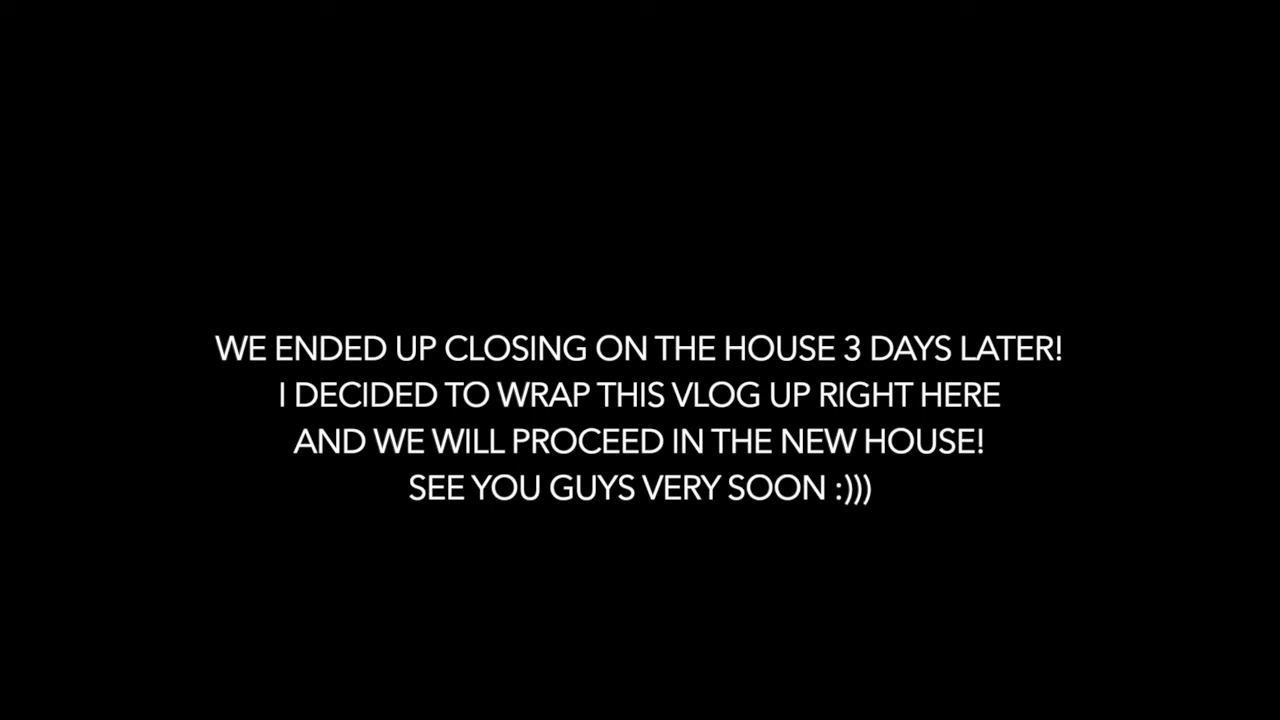 WE ENDED UP CLOSING ON THE HOUSE 3 DAYS LATER!
I DECIDED TO WRAP THIS VLOG UP RIGHT HERE
AND WE WILL PROCEED IN THE NEW HOUSE!
SEE YOU GUYS VERY SOON :)))